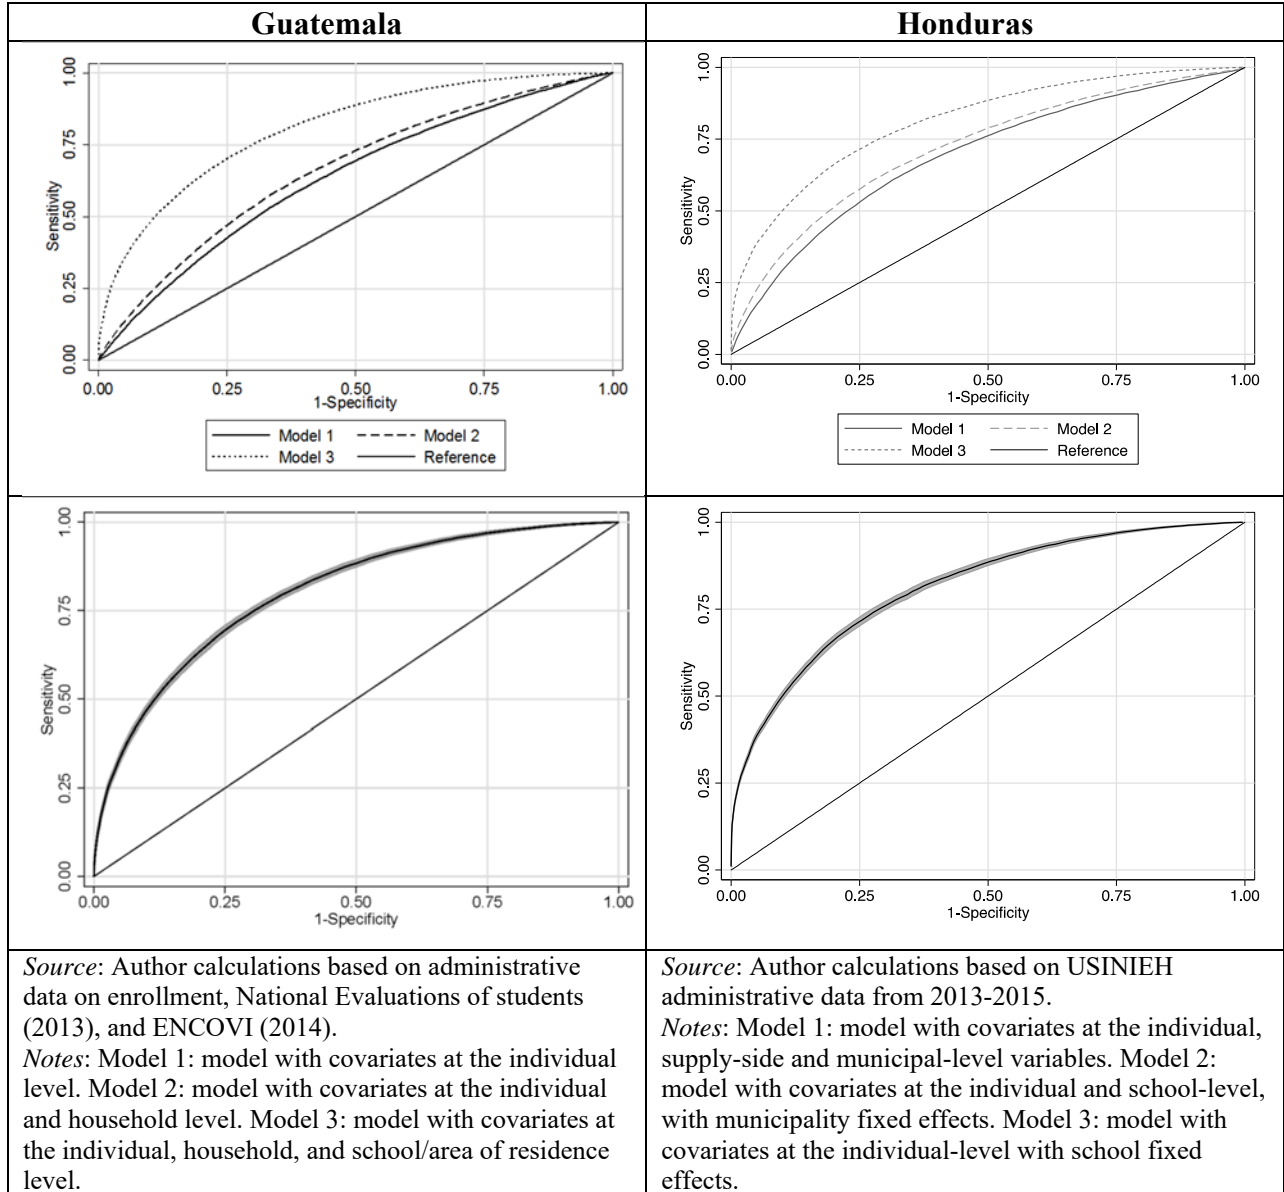 Guatemala
Honduras
1.00
0.75
0.50
0.25
0.00
Sensitivity
0.00 0.25 0.50 0.75 1.00
1-Specificity
Model 1 Model 2
Model 3 Reference
1.00
0.75
0.50
0.25
0.00
Sensitivity
0.00 0.25 0.50 0.75 1.00
1-Specificity
Model 1 Model 2
Model 3 Reference
1.00
0.75
0.50
0.25
0.00
Sensitivity
0.00 0.25 0.50 0.75 1.00
1-Specificity
1.00
0.75
0.50
0.25
0.00
Sensitivity
0.00 0.25 0.50 0.75 1.00
1-Specificity
Source: Author calculations based on administrative
data on enrollment, National Evaluations of students
(2013), and ENCOVI (2014).
Notes: Model 1: model with covariates at the individual
level. Model 2: model with covariates at the individual
and household level. Model 3: model with covariates at
the individual, household, and school/area of residence
level.
Source: Author calculations based on USINIEH
administrative data from 2013-2015.
Notes: Model 1: model with covariates at the individual,
supply-side and municipal-level variables. Model 2:
model with covariates at the individual and school-level,
with municipality fixed effects. Model 3: model with
covariates at the individual-level with school fixed
effects.